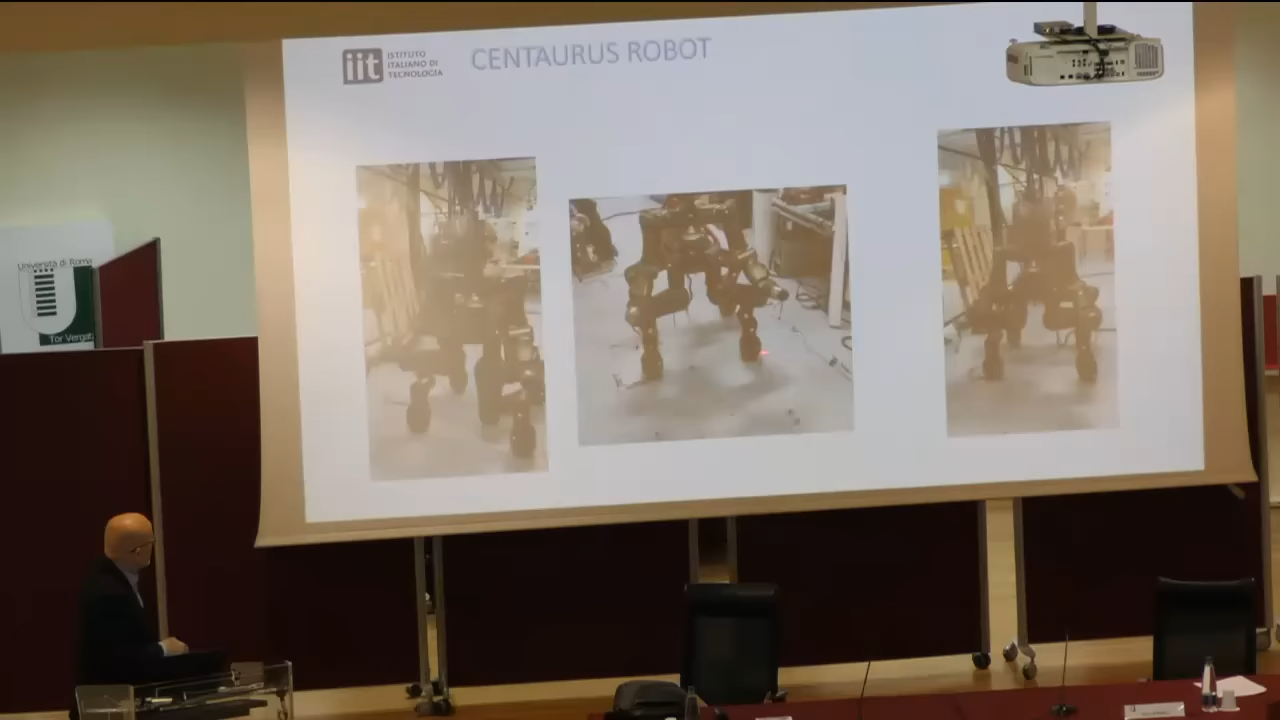 iit
ISTITUTO
ITALIANO DI
TECNOLOGIA
CENTAURUS ROBOT
Università di Roma
Tor Vergat